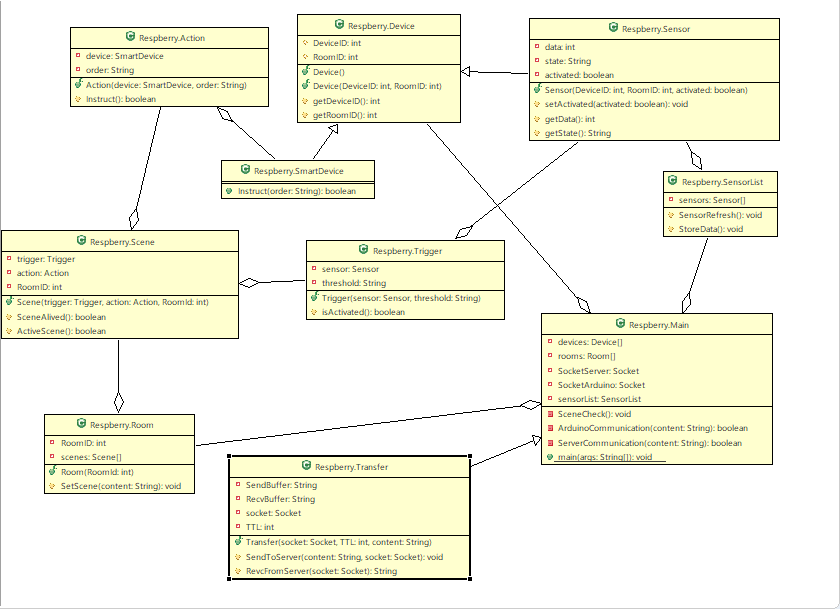 Respberry.Action
device: SmartDevice
order: String
Action(device: SmartDevice, order: String)
Instruct(): boolean
Respberry.Device
DeviceID: int
RoomID: int
Device()
Device(DeviceID: int, RoomID: int)
getDeviceID(): int
getRoomID(): int
Respberry.Sensor
data: int
state: String
activated: boolean
Sensor(DeviceID: int, RoomID: int, activated: boolean)
setActivated(activated: boolean): void
getData(): int
getState(): String
Respberry.SmartDevice
Instruct(order: String): boolean
Respberry.SensorList
sensors: Sensor[]
SensorRefresh(): void
StoreData(): void
Respberry.Scene
trigger: Trigger
action: Action
RoomID: int
Scene(trigger: Trigger, action: Action, RoomId: int)
SceneAlived(): boolean
ActiveScene(): boolean
Respberry.Trigger
sensor: Sensor
threshold: String
Trigger(sensor: Sensor, threshold: String)
isActivated(): boolean
Respberry.Main
devices: Device[]
rooms: Room[]
SocketServer: Socket
SocketArduino: Socket
sensorList: SensorList
SceneCheck(): void
ArduinoCommunication(content: String): boolean
ServerCommunication(content: String): boolean
main(args: String[]): void
Respberry.Room
RoomID: int
scenes: Scene[]
Room(RoomId: int)
SetScene(content: String): void
Respberry.Transfer
SendBuffer: String
RecvBuffer: String
socket: Socket
TTL: int
Transfer(socket: Socket, TTL: int, content: String)
SendToServer(content: String, socket: Socket): void
RevcFromServer(socket: Socket): String